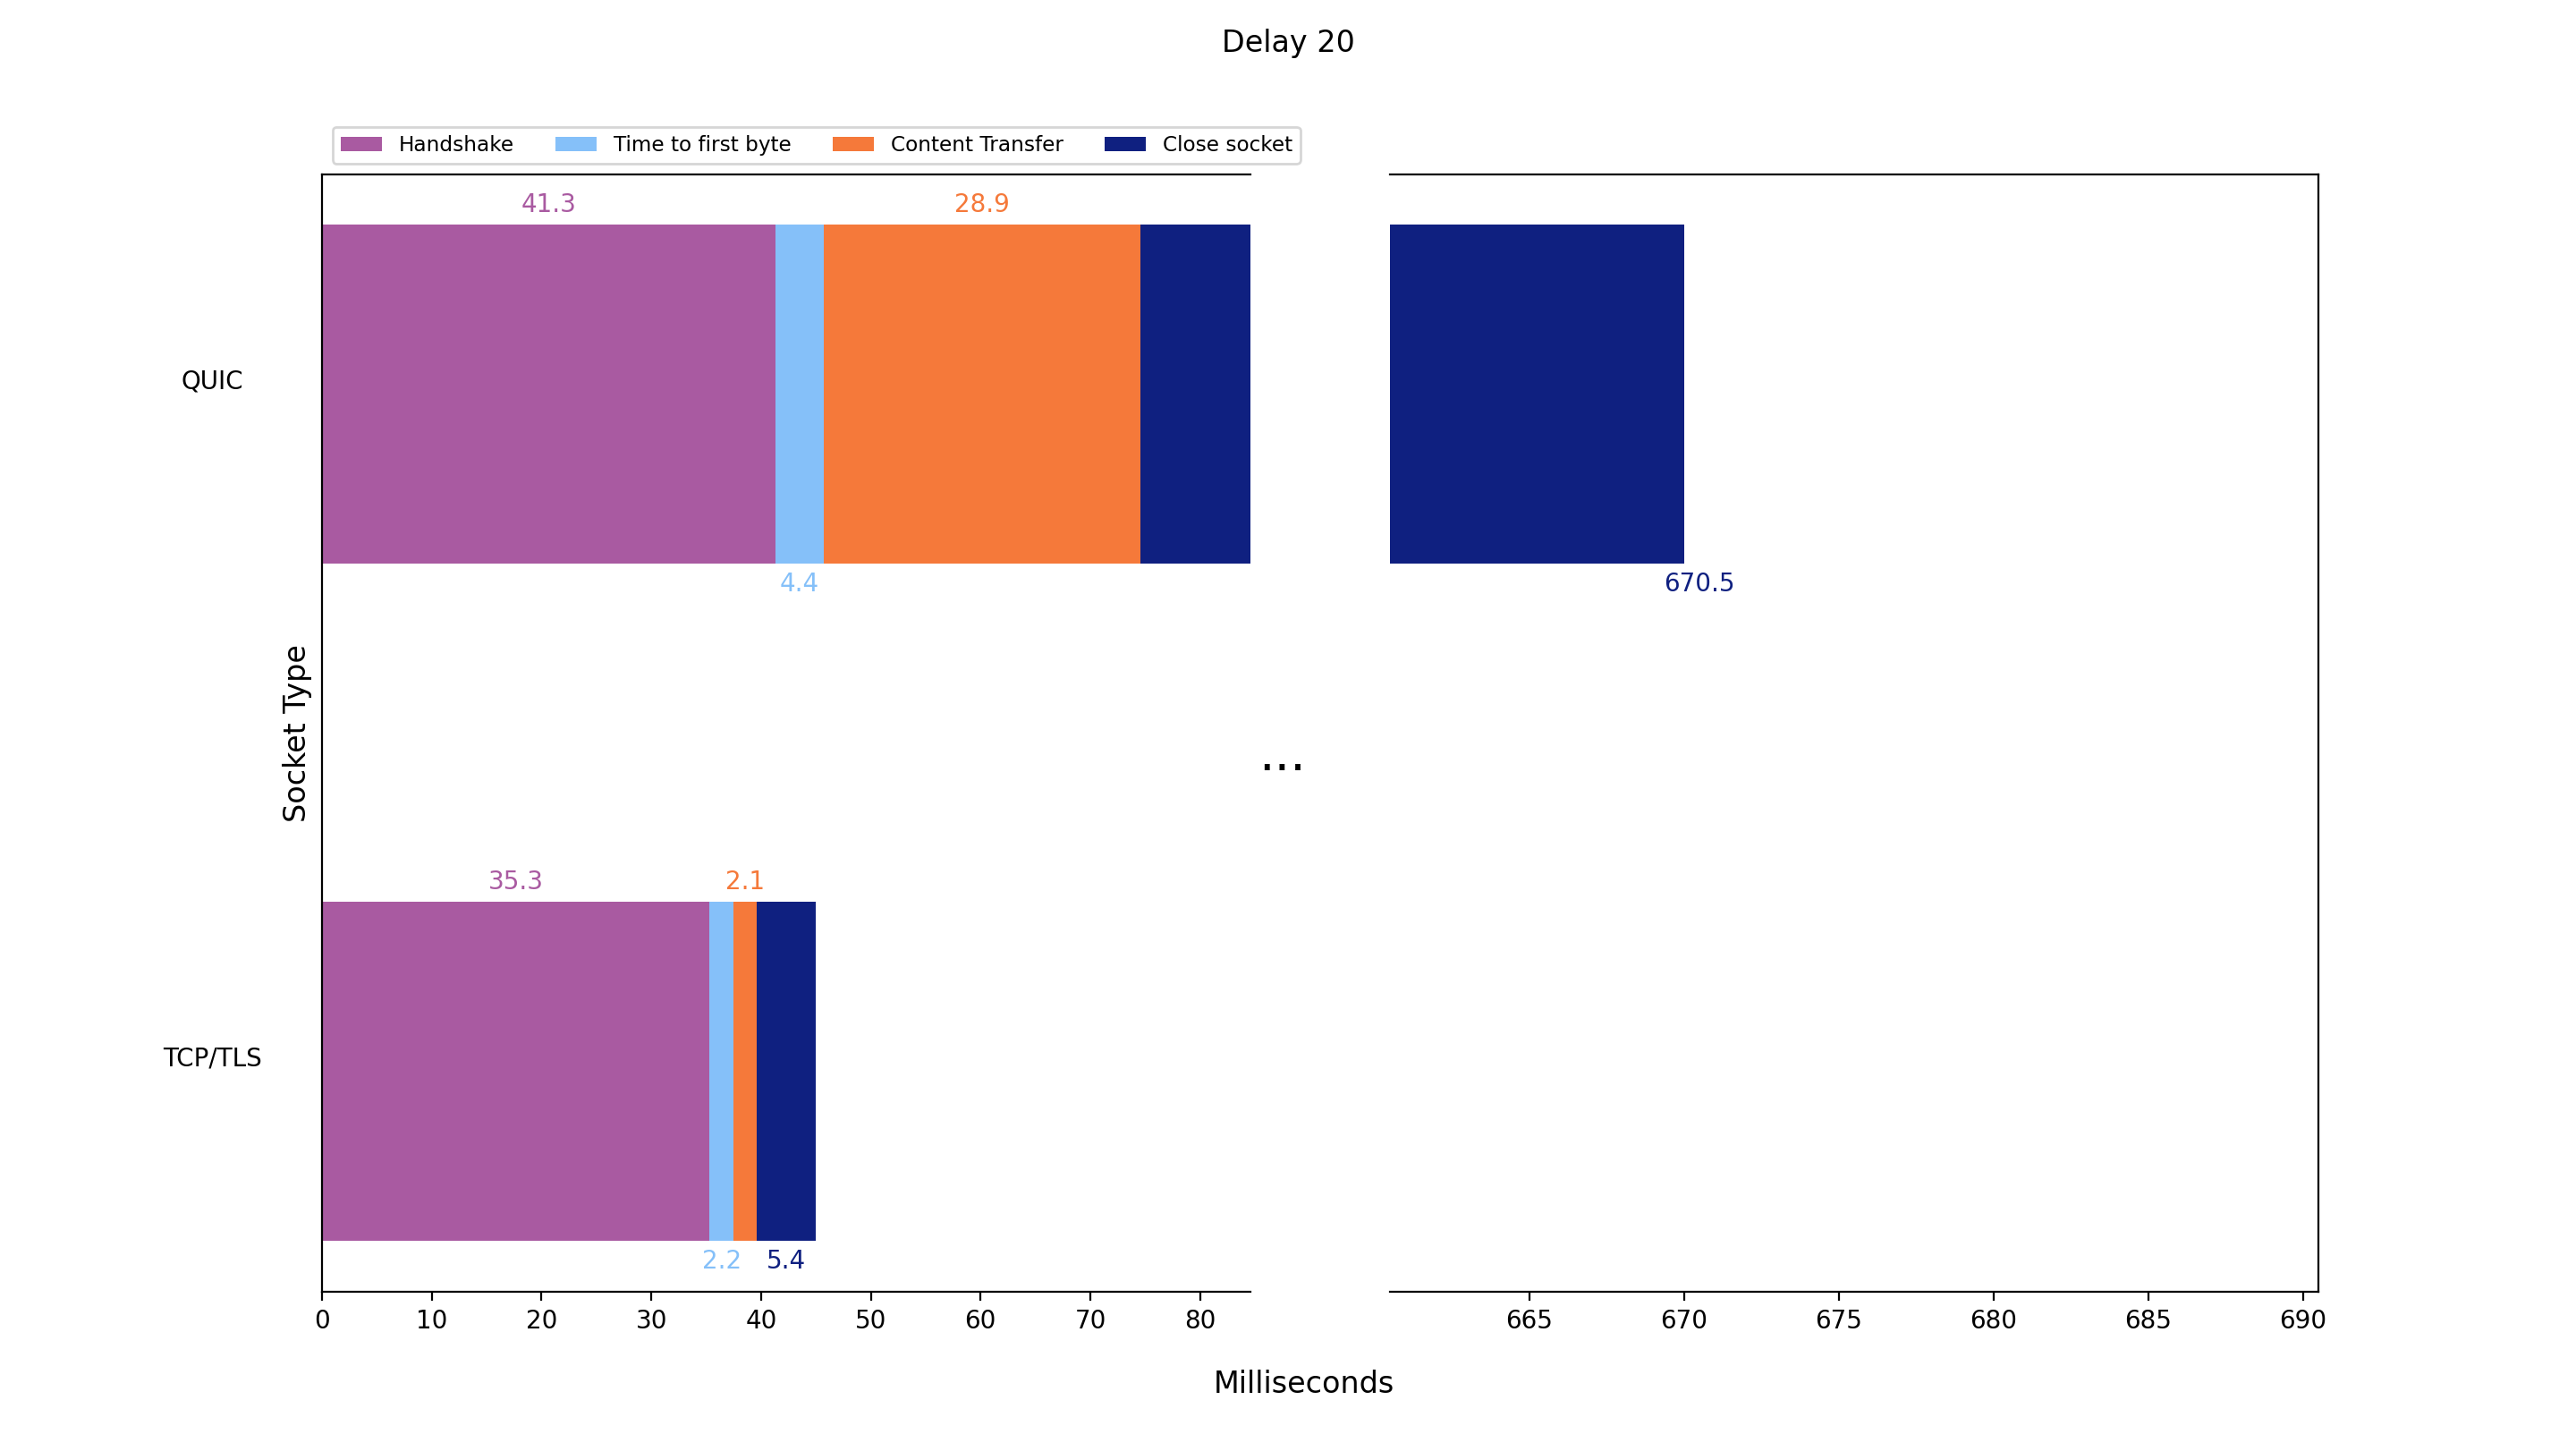 Delay 20
Handshake Time to first byte Content Transfer Close socket
41.3 28.9
QUIC
4.4 670.5
Socket Type
...
35.3 2.1
TCP/TLS
2.2 5.4
0 10 20 30 40 50 60 70 80 665 670 675 680 685 690
Milliseconds